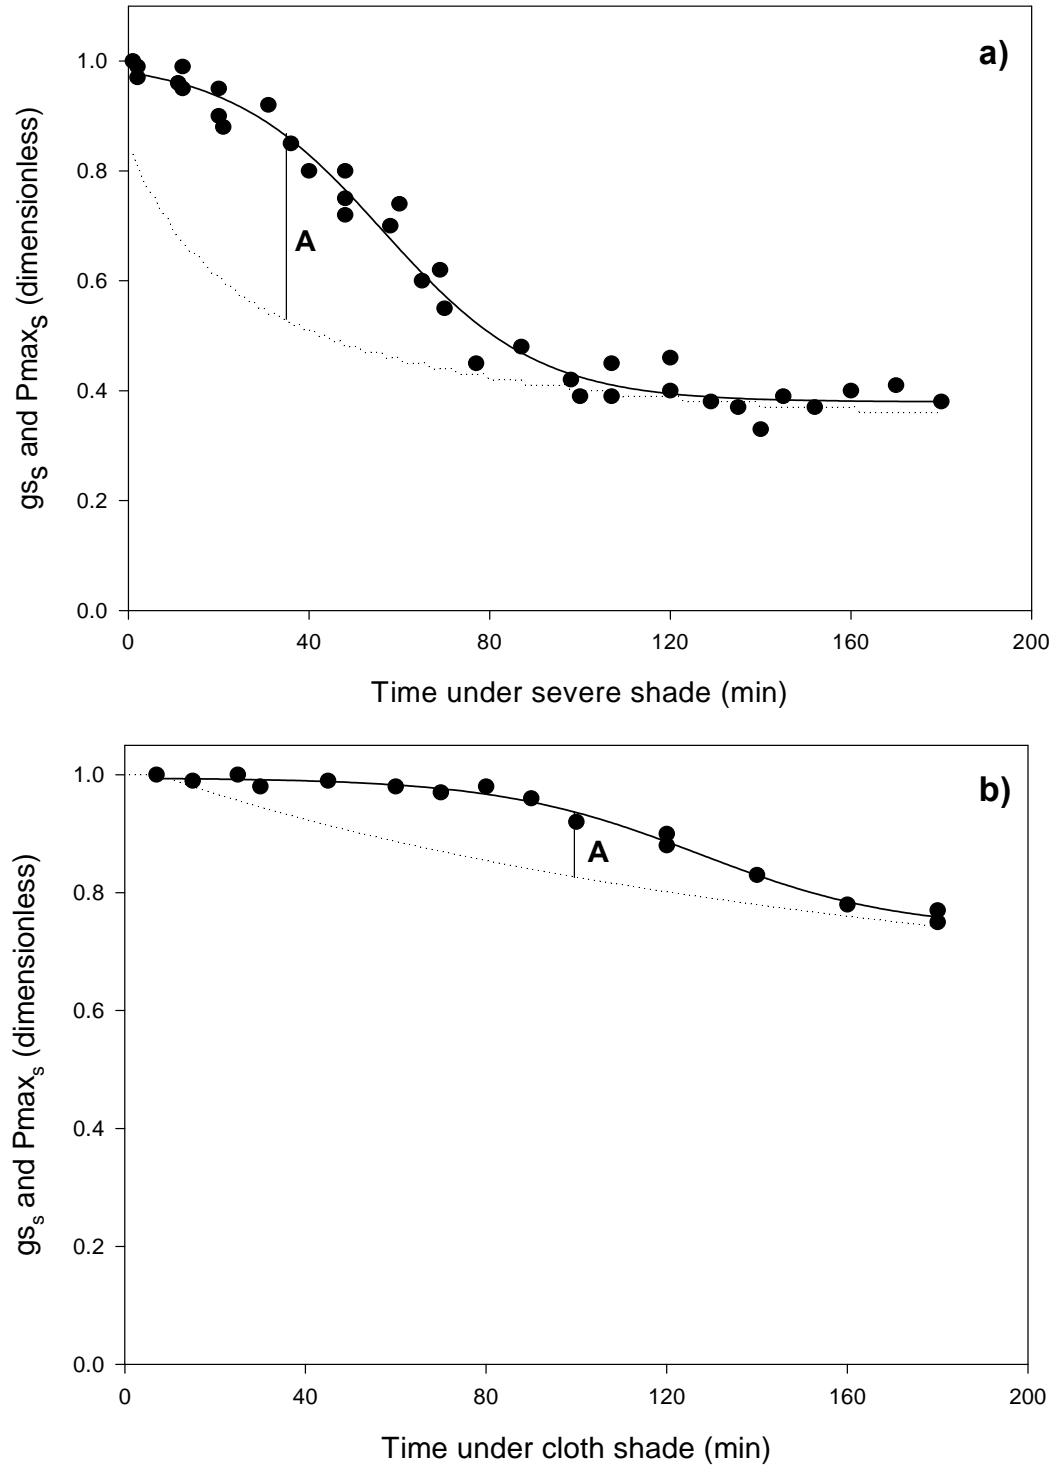 a)
1.0
0.8
0.6
0.4
0.2
0.0
gsS and PmaxS (dimensionless)
A
0 40 80 120 160 200
Time under severe shade (min)
b)
1.0
0.8
0.6
0.4
0.2
0.0
gss and Pmaxs (dimensionless)
A
0 40 80 120 160 200
Time under cloth shade (min)